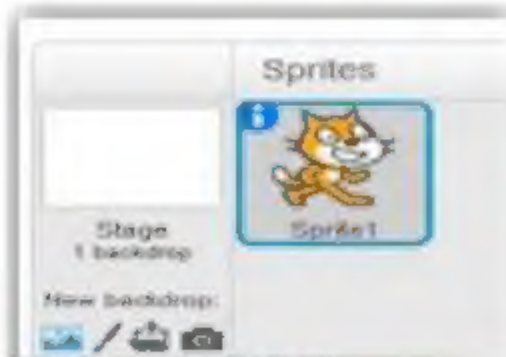 Sprites
Sprite1
Stage
1 backdrop
New backdrop: